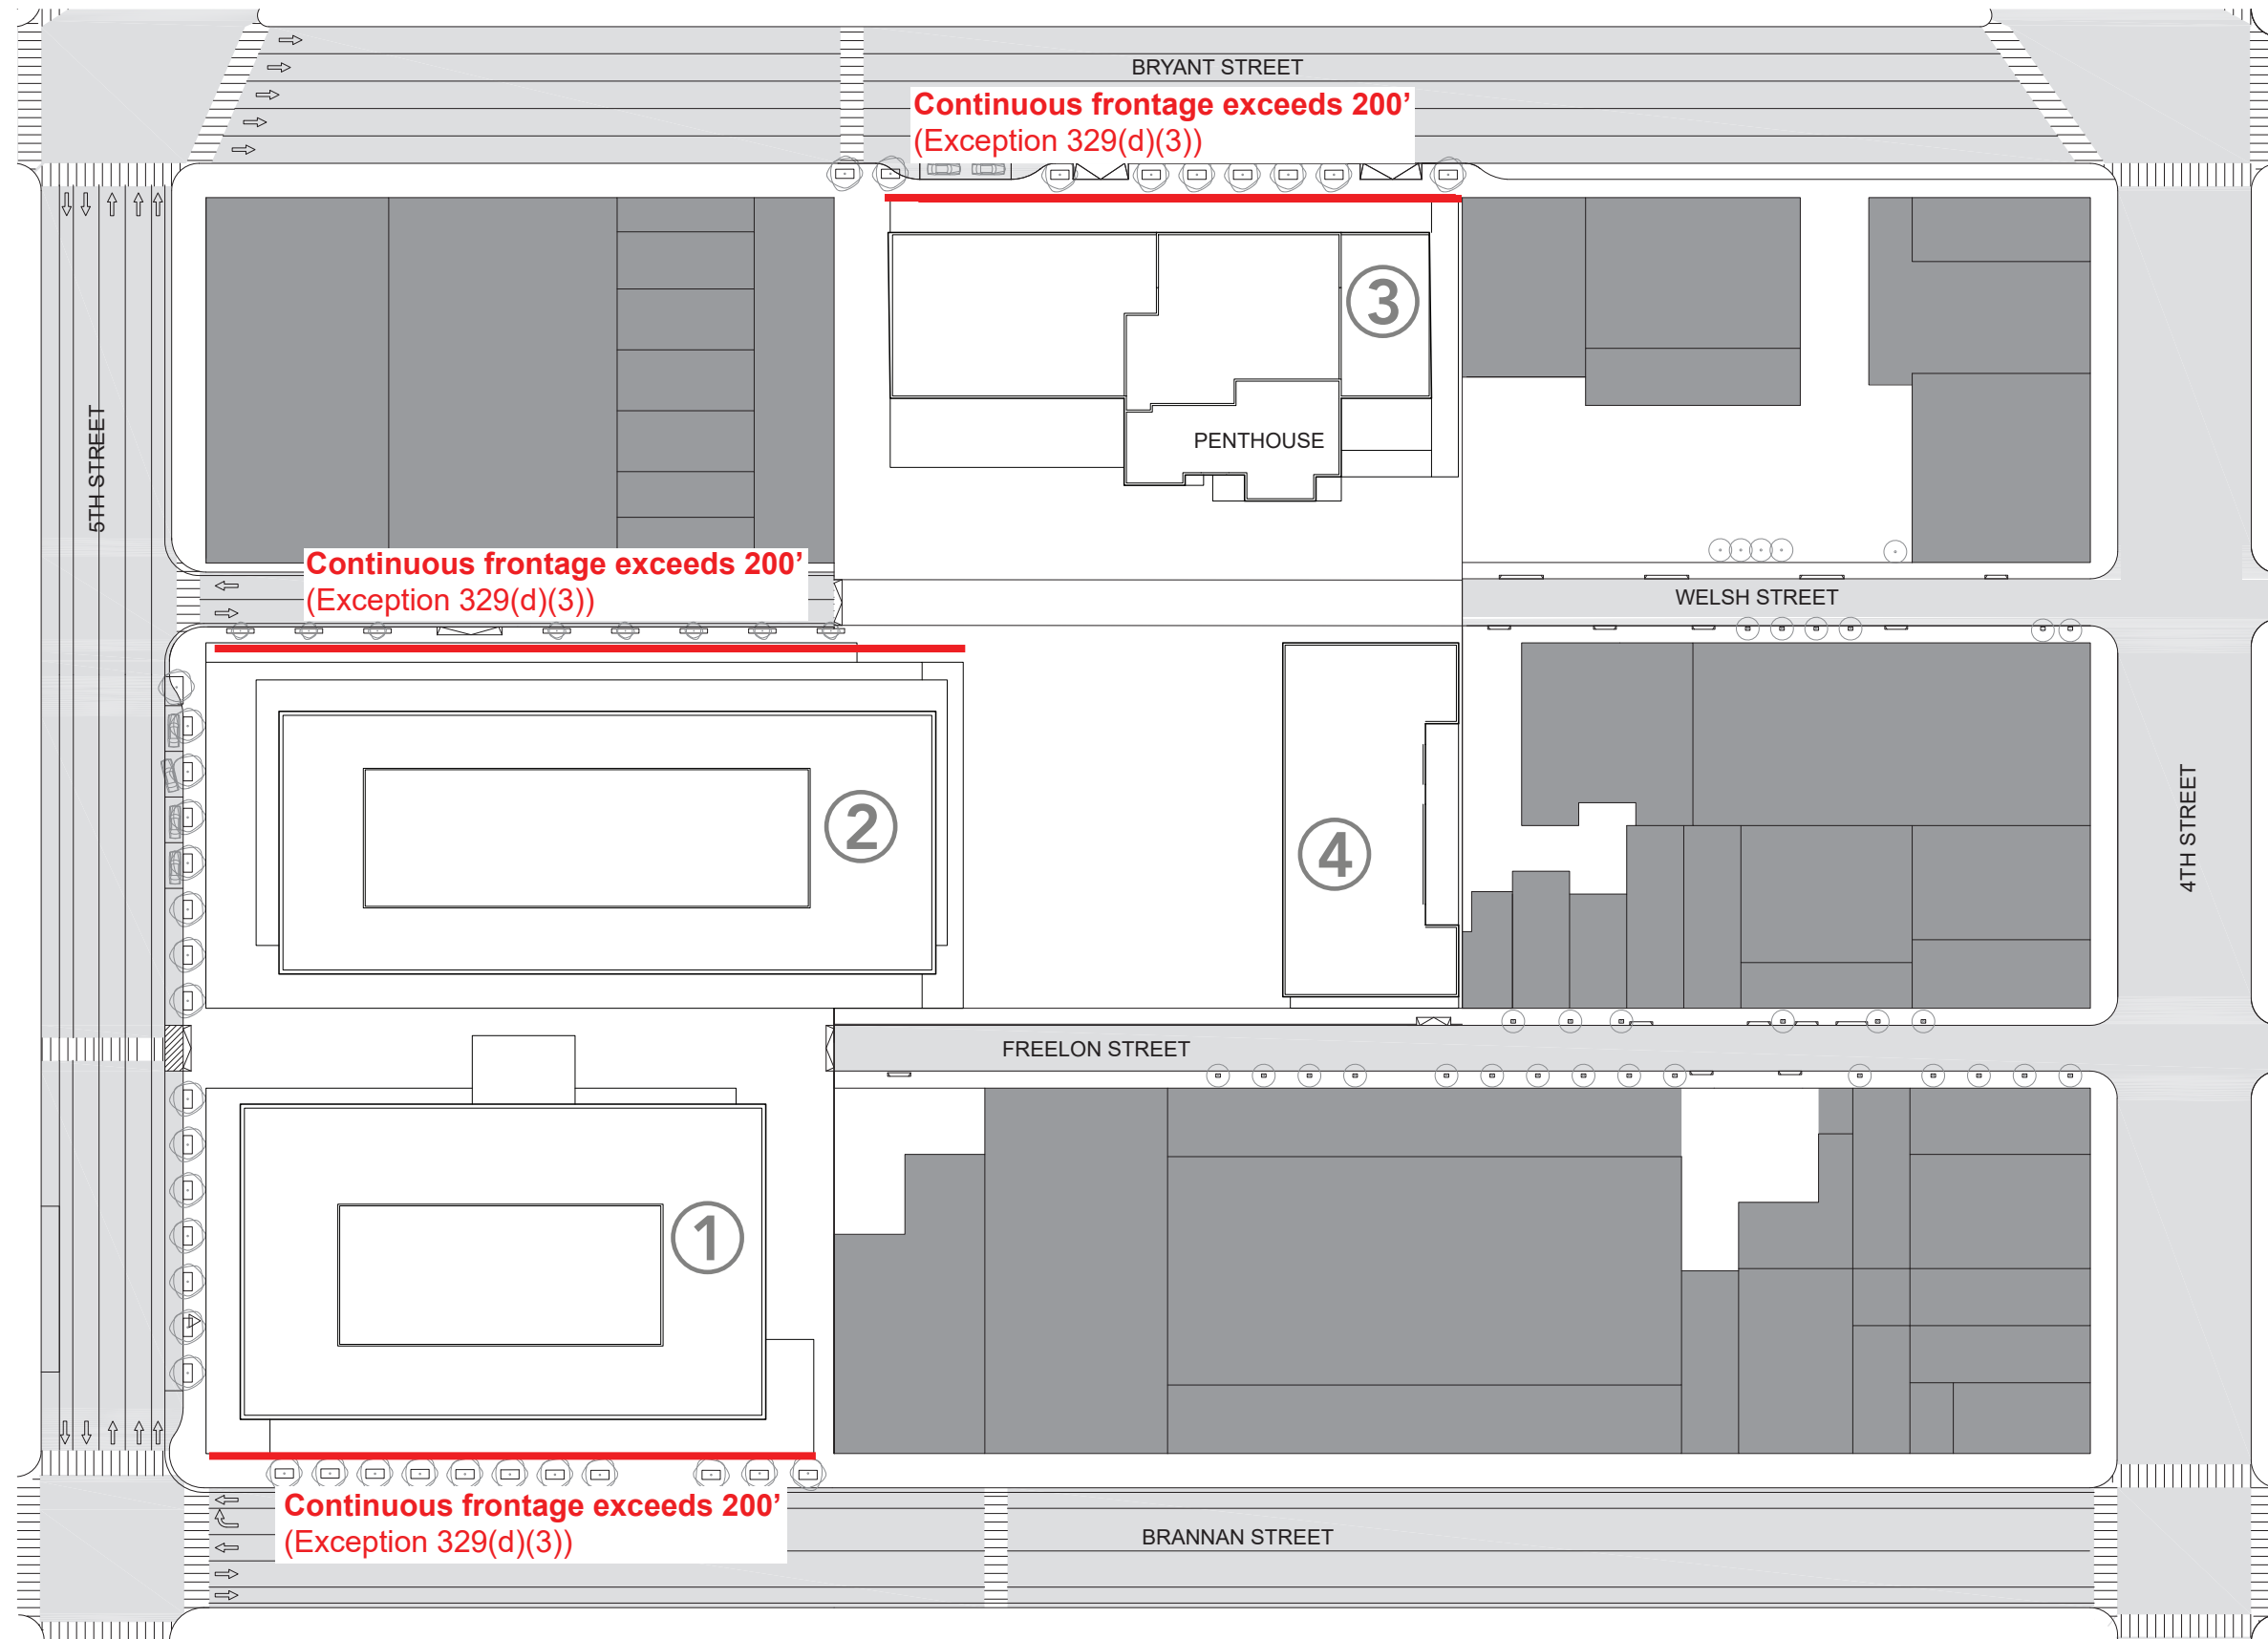 BRYANT STREET
Continuous frontage exceeds 200’
(Exception 329(d)(3))
3
5TH STREET
PENTHOUSE
Continuous frontage exceeds 200’
(Exception 329(d)(3))
WELSH STREET
2
4
4TH STREET
FREELON STREET
1
Continuous frontage exceeds 200’
(Exception 329(d)(3))
BRANNAN STREET